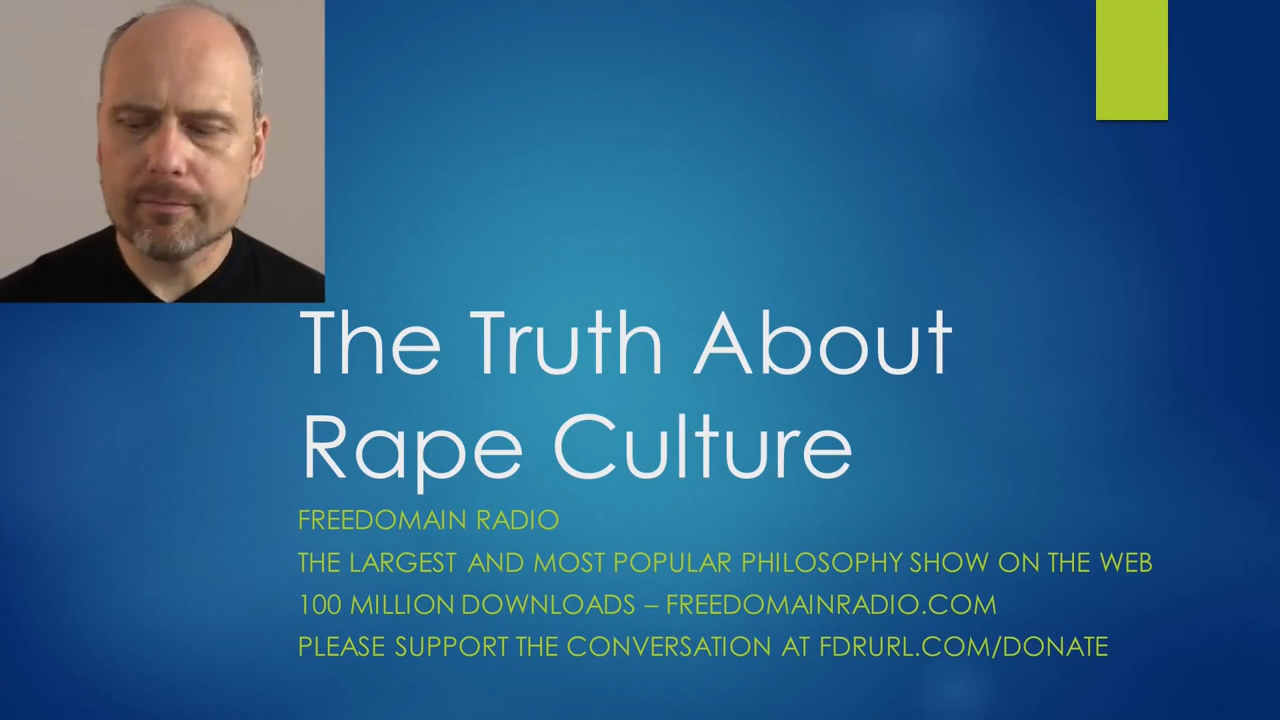 The Truth About
Rape Culture
FREEDOMAIN RADIO
THE LARGEST AND MOST POPULAR PHILOSOPHY SHOW ON THE WEB
100 MILLION DOWNLOADS – FREEDOMAINRADIO.COM
PLEASE SUPPORT THE CONVERSATION AT FDRURL.COM/DONATE